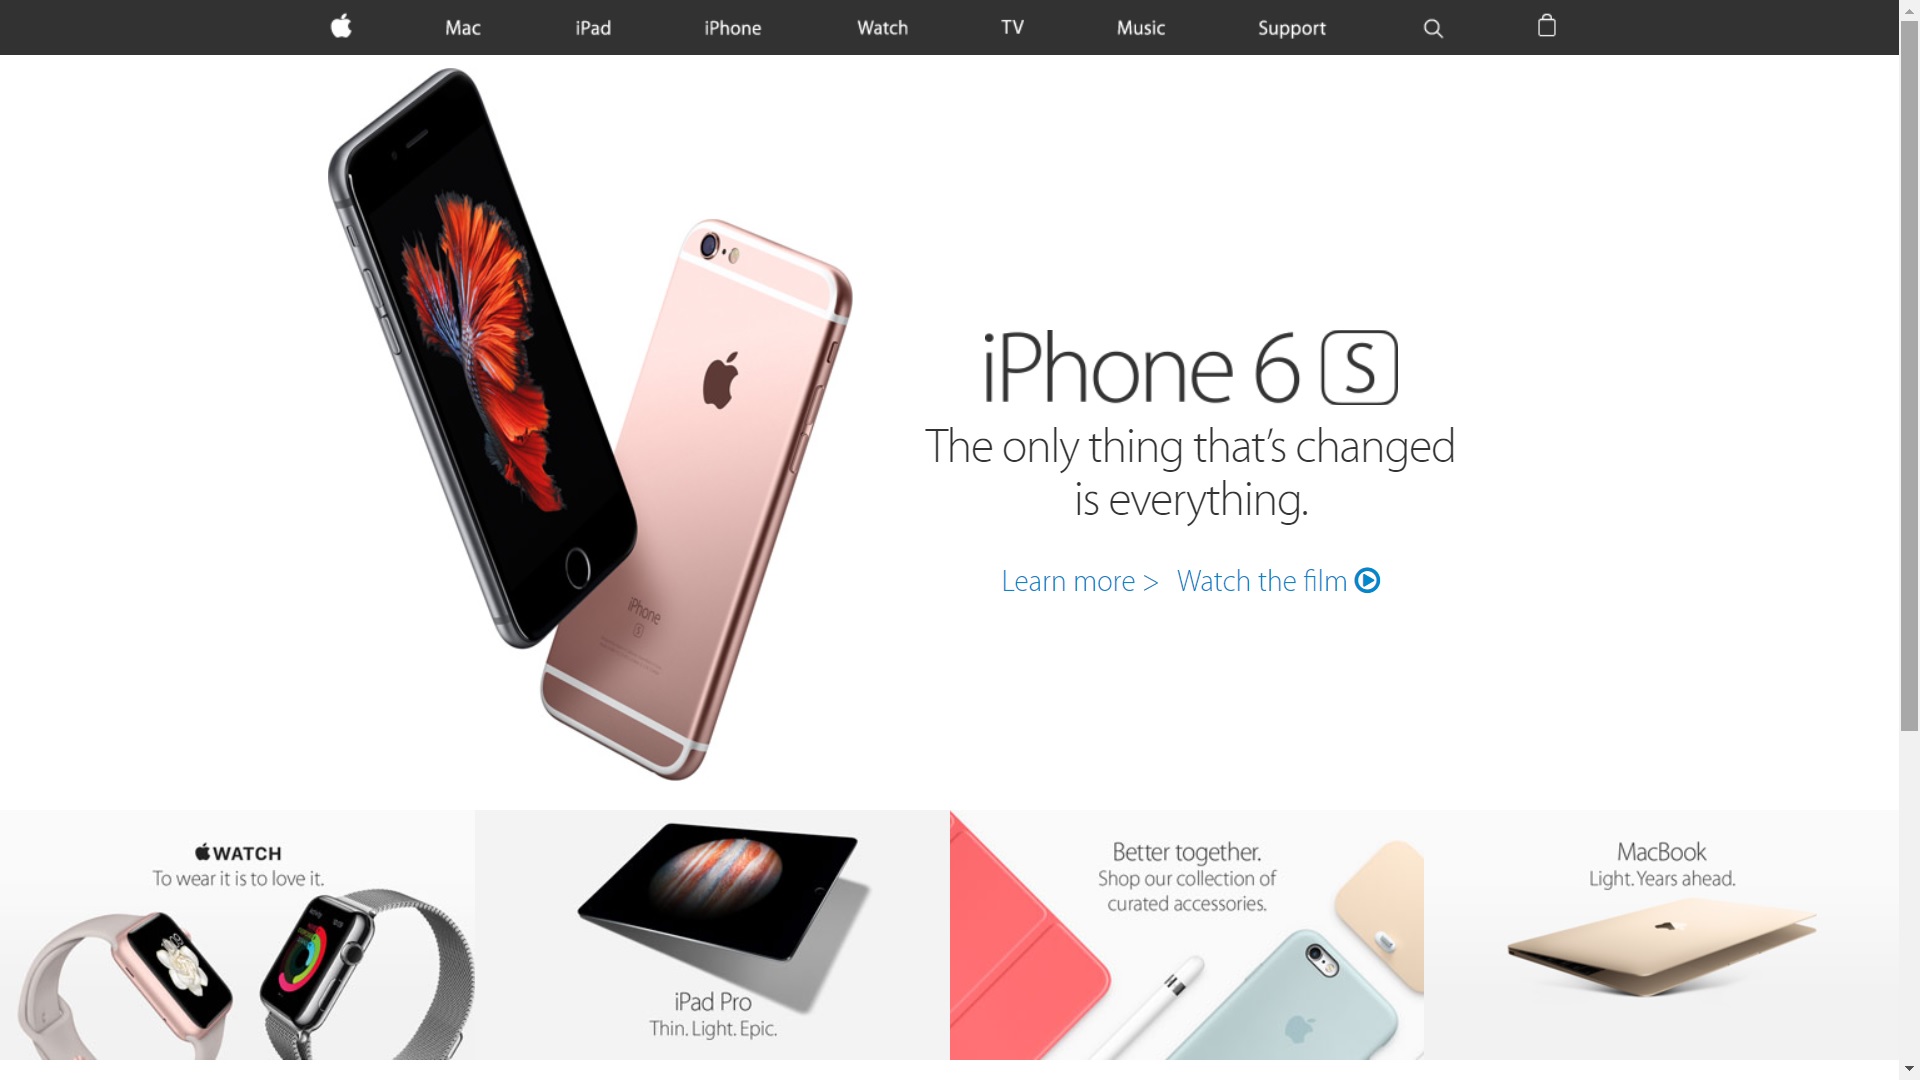 Mac iPad iPhone Watch TV Music Support
iPhone 6 S
The only thing that’s changed
is everything.
Learn more > Watch the film
iPhone
S
WATCH
To wear it is to love it.
iPad Pro
Thin. Light. Epic.
Better together.
Shop our collection of
curated accessories.
MacBook
Light. Years ahead.